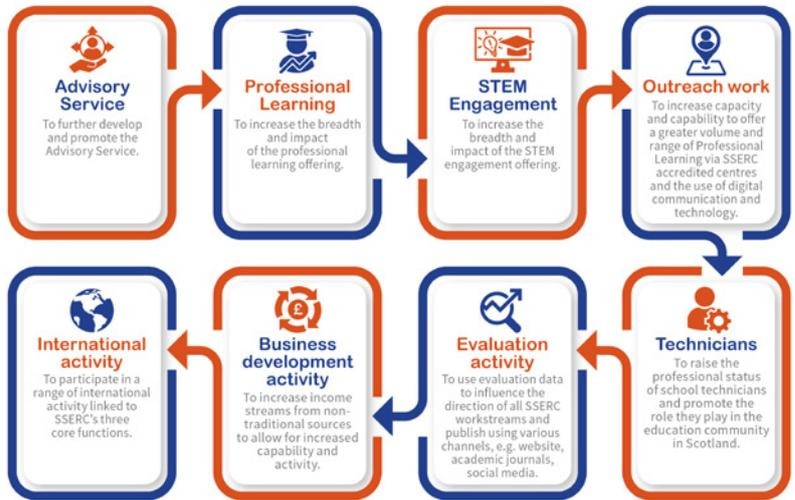 Advisory
Service
To further develop
and promote the
Advisory Service.
Professional
Learning
To increase the breadth
and impact
of the professional
learning offering.
STEM
Engagement
To increase the
breadth and
impact of the STEM
engagement offering.
Outreach work
To increase capacity
and capability to offer
a greater volume and
range of Professional
Learning via SSERC
accredited centres
and the use of digital
communication and
technology.
Technicians
To raise the
professional status
of school technicians
and promote the
role they play in the
education community
in Scotland.
Evaluation
activity
To use evaluation data
to influence the
direction of all SSERC
workstreams and
publish using various
channels, e.g. website,
academic journals,
social media.
£
Business
development
activity
To increase income
streams from non-
traditional sources
to allow for increased
capability and
activity.
International
activity
To participate in a
range of international
activity linked to
SSERC's three
core functions.